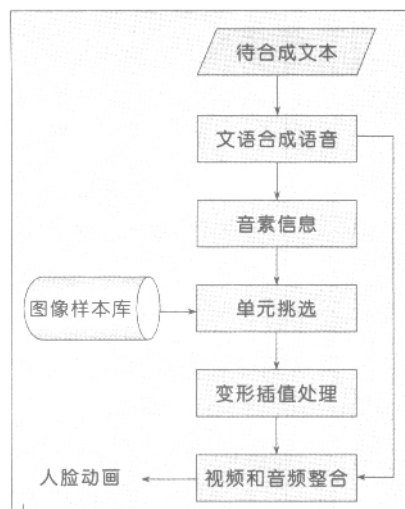 待合成文本
文语合成语音
音素信息
图像样本库
单元挑选
变形插值处理
人脸动画
视频和音频整合